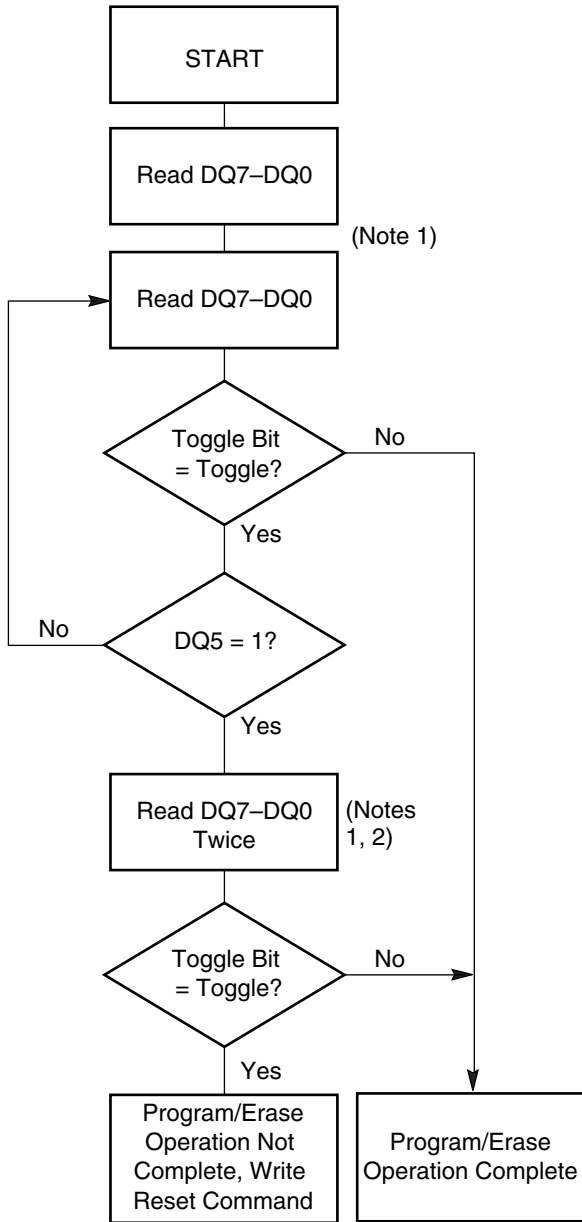 START
Read DQ7–DQ0
(Note 1)
Read DQ7–DQ0
Toggle Bit
= Toggle?
No
Yes
No
DQ5 = 1?
Yes
Read DQ7–DQ0
Twice
(Notes
1, 2)
Toggle Bit
= Toggle?
No
Yes
Program/Erase
Operation Not
Complete, Write
Reset Command
Program/Erase
Operation Complete